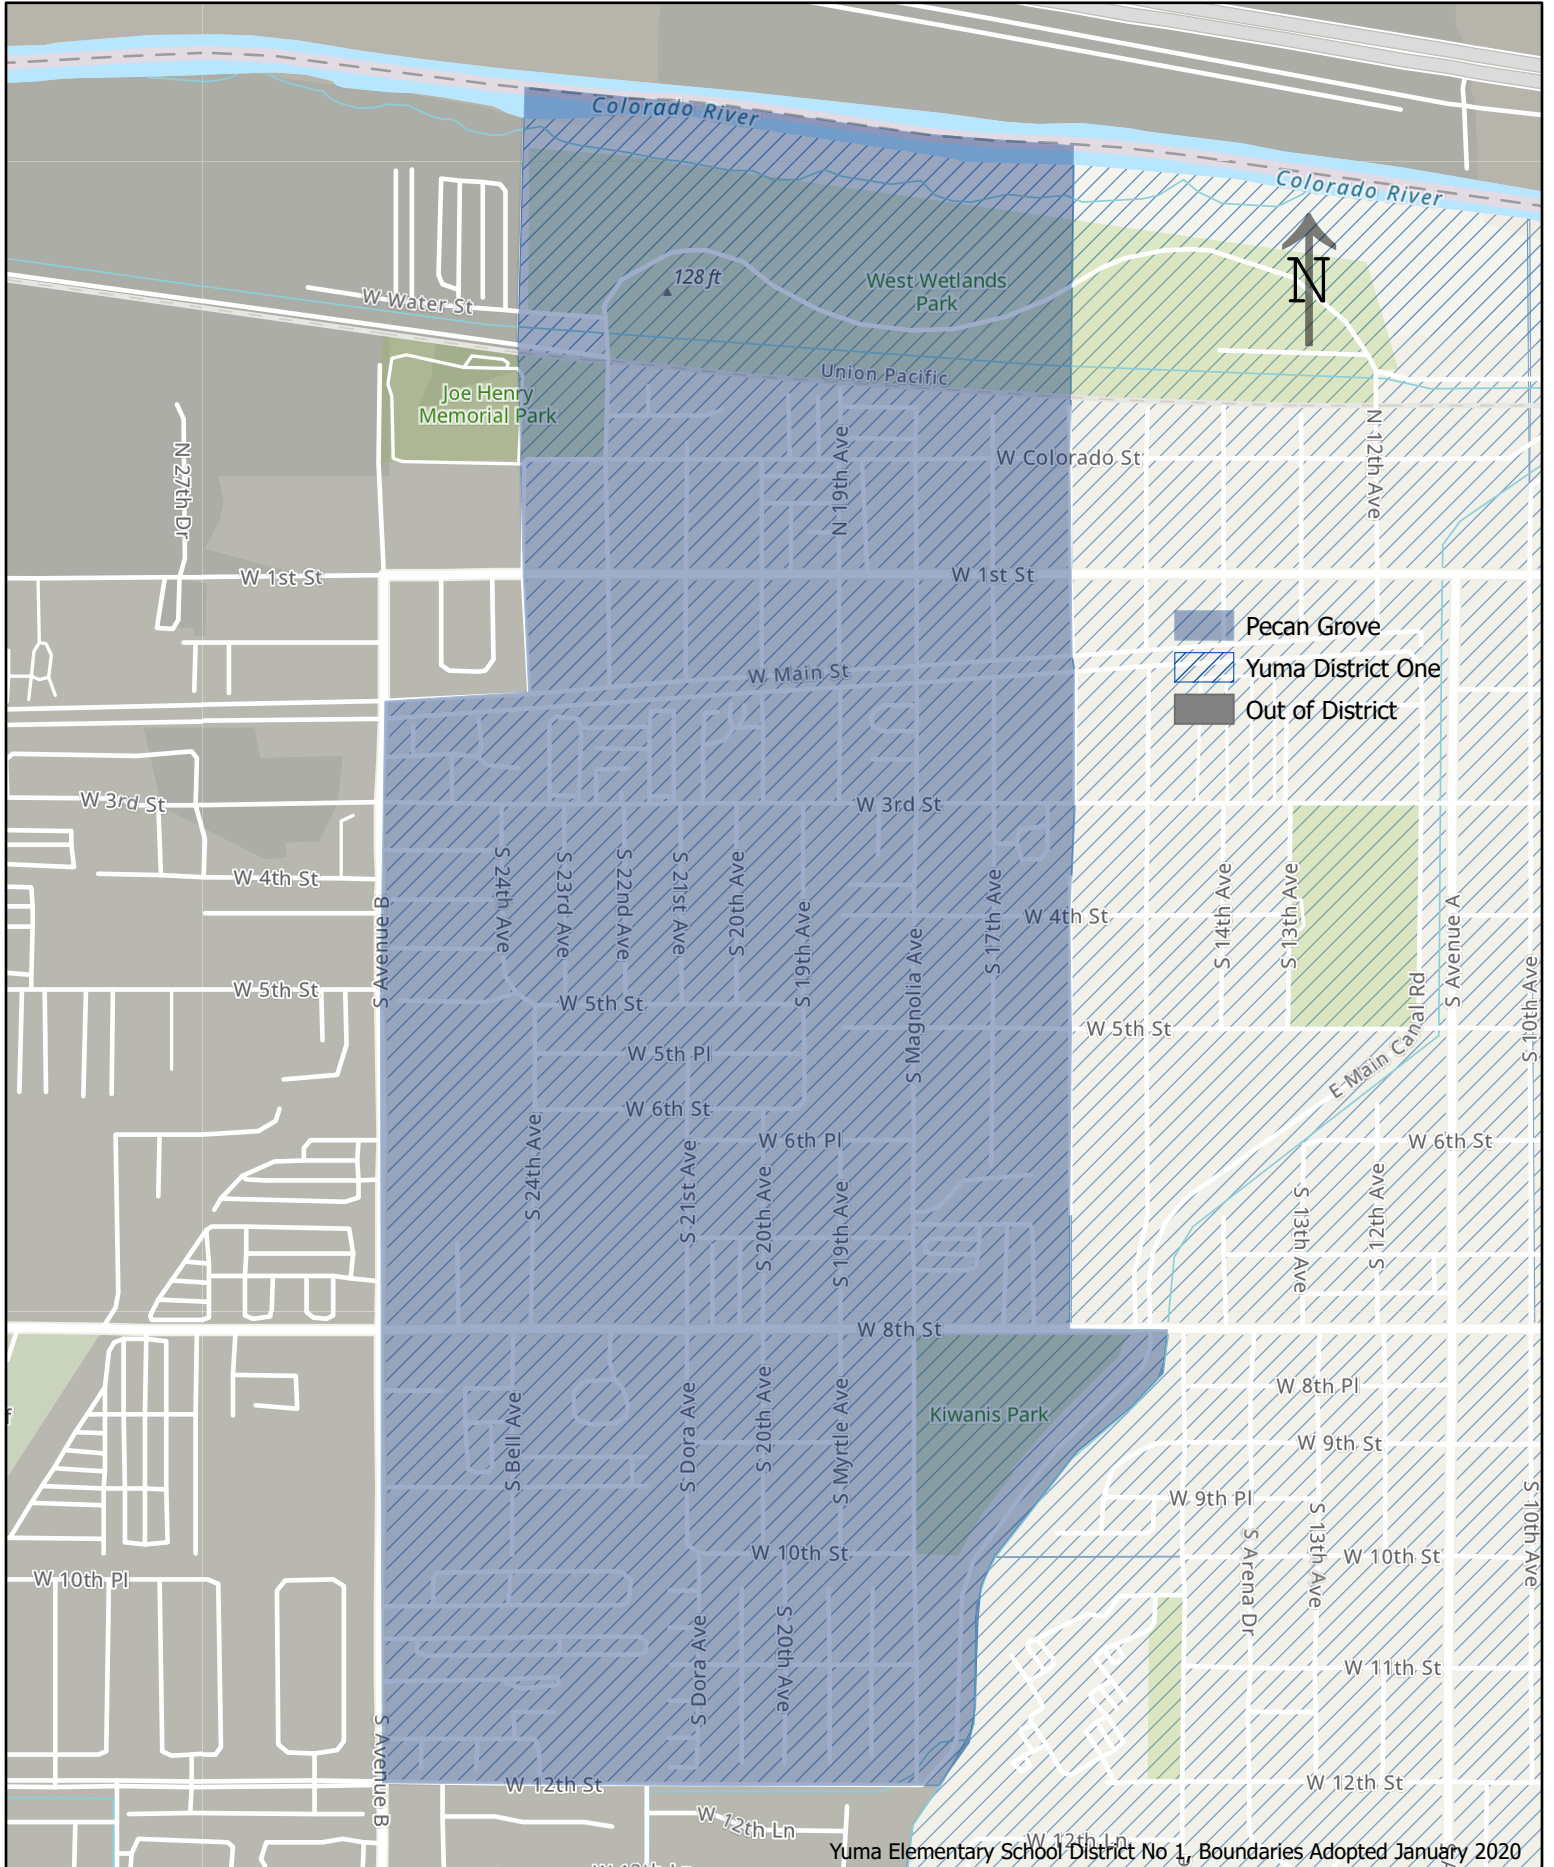 Colorado River
Colorado River
128 ft
West Wetlands
Park
N
W Water St
Union Pacific
Joe Henry
Memorial Park
N 27th Dr
N 19th Ave
W Colorado St
N 12th Ave
W 1st St
W 1st St
Pecan Grove
Yuma District One
Out of District
W Main St
W 3rd St
W 3rd St
W 4th St
S Avenue B
S 24th Ave
S 23rd Ave
S 22nd Ave
S 21st Ave
S 20th Ave
S 19th Ave
S Magnolia Ave
S 17th Ave
W 4th St
S 14th Ave
S 13th Ave
S Avenue A
S 10th Ave
W 5th St
W 5th St
W 5th St
E Main Canal Rd
W 5th Pl
W 6th St
W 6th Pl
W 6th St
S 24th Ave
S 21st Ave
S 20th Ave
S 19th Ave
S 13th Ave
S 12th Ave
W 8th St
W 8th Pl
Kiwanis Park
f
S Bell Ave
S Dora Ave
S 20th Ave
S Myrtle Ave
W 9th St
W 9th Pl
S 10th Ave
S Arena Dr
S 13th Ave
W 10th St
W 10th St
W 10th Pl
S Dora Ave
S 20th Ave
W 11th St
S Avenue B
W 12th St
W 12th St
W 12th Ln
W 12th Ln
Yuma Elementary School District No 1, Boundaries Adopted January 2020